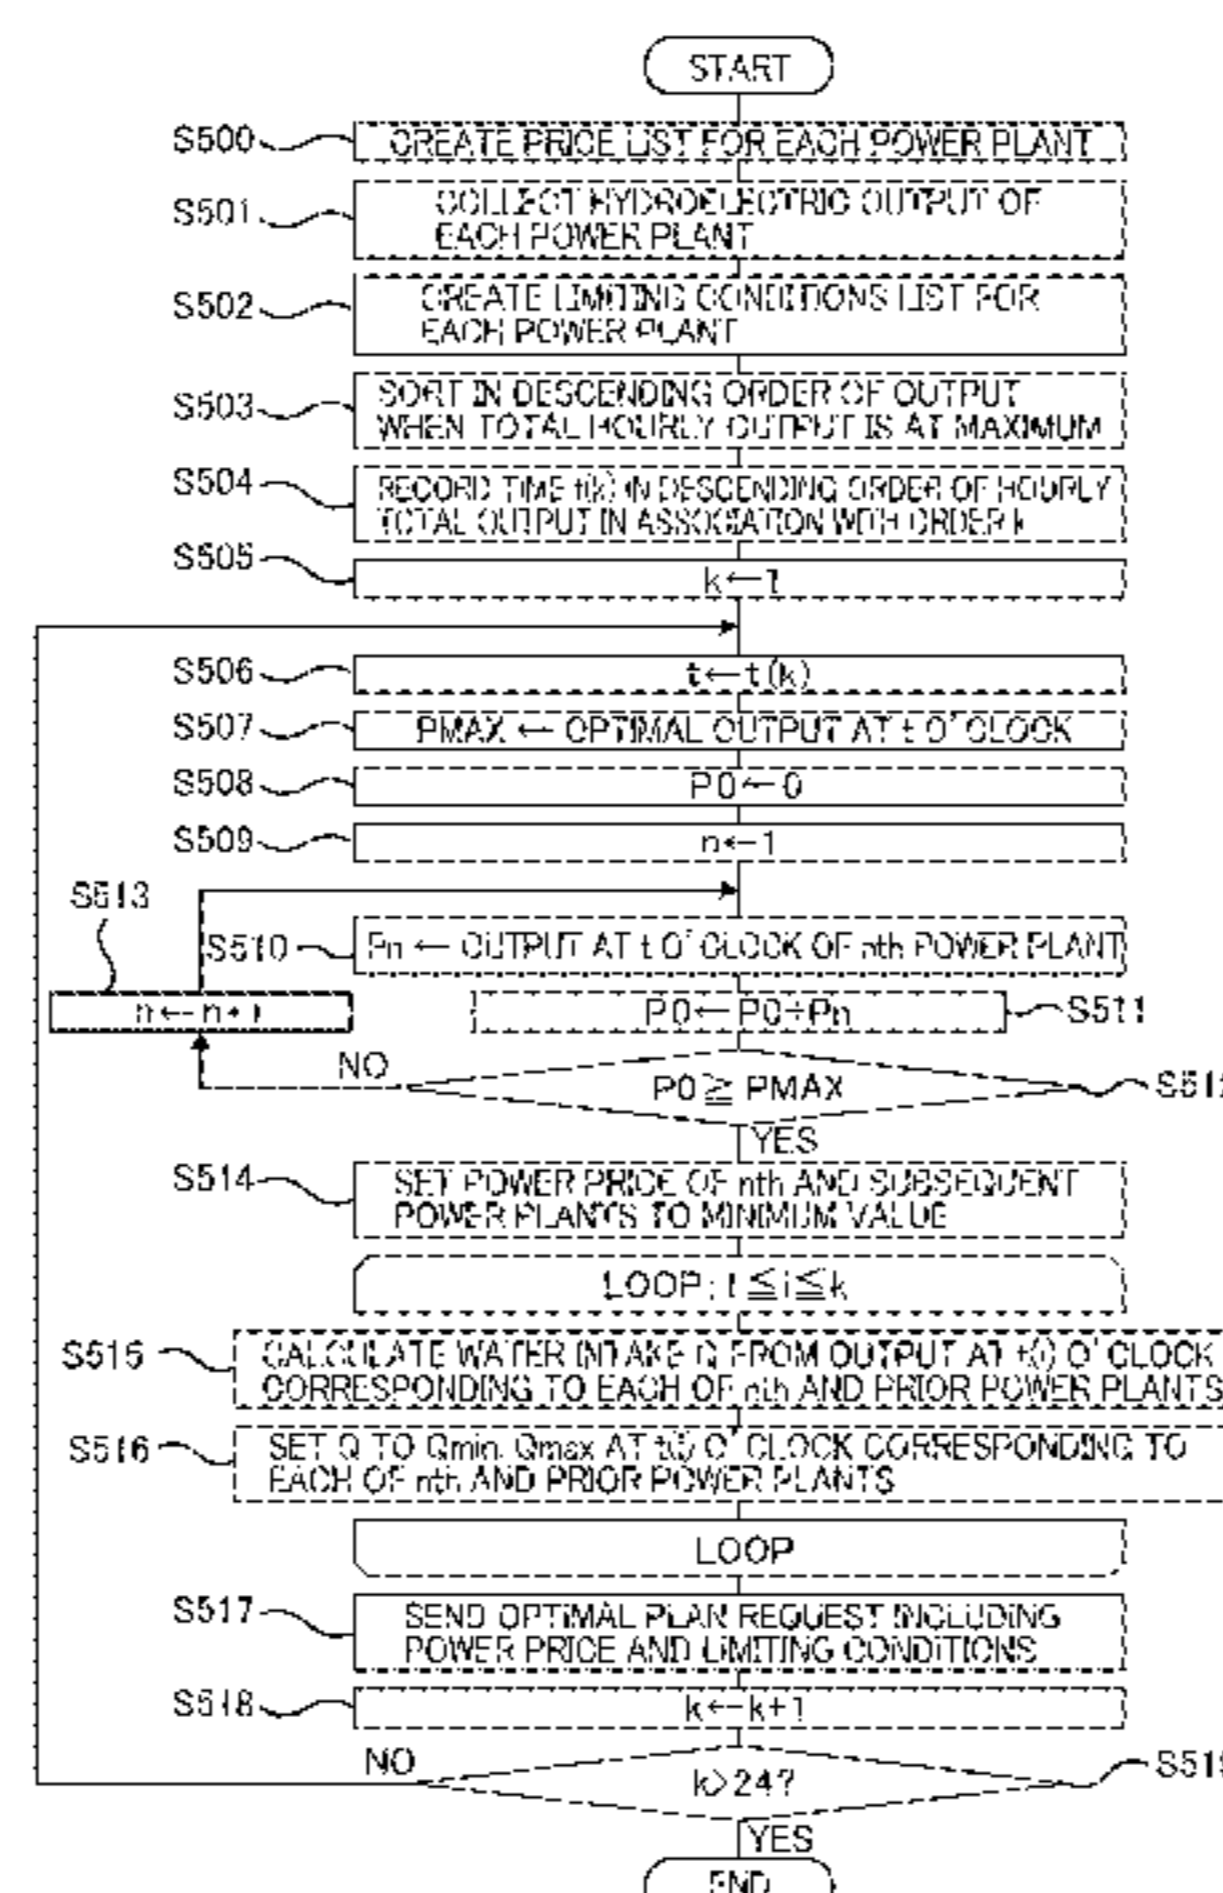 START
S500
CREATE PRICE LIST FOR EACH POWER PLANT
S501
COLLECT HYDROELECTRIC OUTPUT OF
EACH POWER PLANT
S502
CREATE LIMITING CONDITIONS LIST FOR
EACH POWER PLANT
S503
SORT IN DESCENDING ORDER OF OUTPUT
WHEN TOTAL HOURLY OUTPUT IS AT MAXIMUM
S504
RECORD TIME t(k) IN DESCENDING ORDER OF HOURLY
TOTAL OUTPUT IN ASSOCIATION WITH ORDER k
S505
k←1
S506
t←t(k)
S507
PMAX ← OPTIMAL OUTPUT AT t O'CLOCK
S508
P0←0
S509
n←1
S513
S510
Pn ← OUTPUT AT t O'CLOCK OF nth POWER PLANT
n←n+1
P0←P0+Pn
S511
NO
P0≧PMAX
S512
YES
S514
SET POWER PRICE OF nth AND SUBSEQUENT
POWER PLANTS TO MINIMUM VALUE
LOOP:1≦i≦k
S515
CALCULATE WATER INTAKE Q FROM OUTPUT AT t(i) O'CLOCK
CORRESPONDING TO EACH OF nth AND PRIOR POWER PLANTS
S516
SET Q TO Qmin, Qmax AT t(i) O'CLOCK CORRESPONDING TO
EACH OF nth AND PRIOR POWER PLANTS
LOOP
S517
SEND OPTIMAL PLAN REQUEST INCLUDING
POWER PRICE AND LIMITING CONDITIONS
S518
k←k+1
NO
k>24?
S519
YES
END